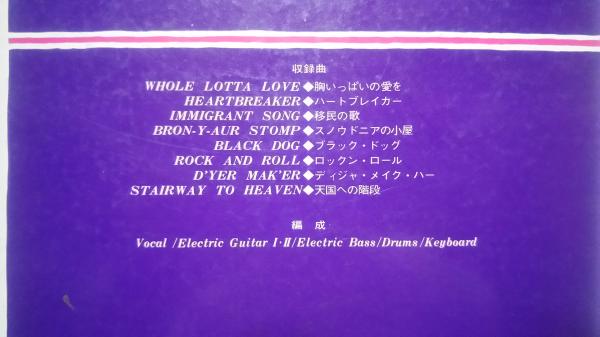 収録曲
WHOLE LOTTA LOVE◆胸いっぱいの愛を
HEARTBREAKER◆ハートブレイカー
IMMIGRANT SONG◆移民の歌
BRON-Y-AUR STOMP◆スノウドニアの小屋
BLACK DOG◆ブラック・ドッグ
ROCK AND ROLL◆ロックン・ロール
D'YER MAK'ER◆ディジャ・メイク・ハー
STAIRWAY TO HEAVEN◆天国への階段
編成
Vocal/Electric Guitar I・II/Electric Bass/Drums/Keyboard